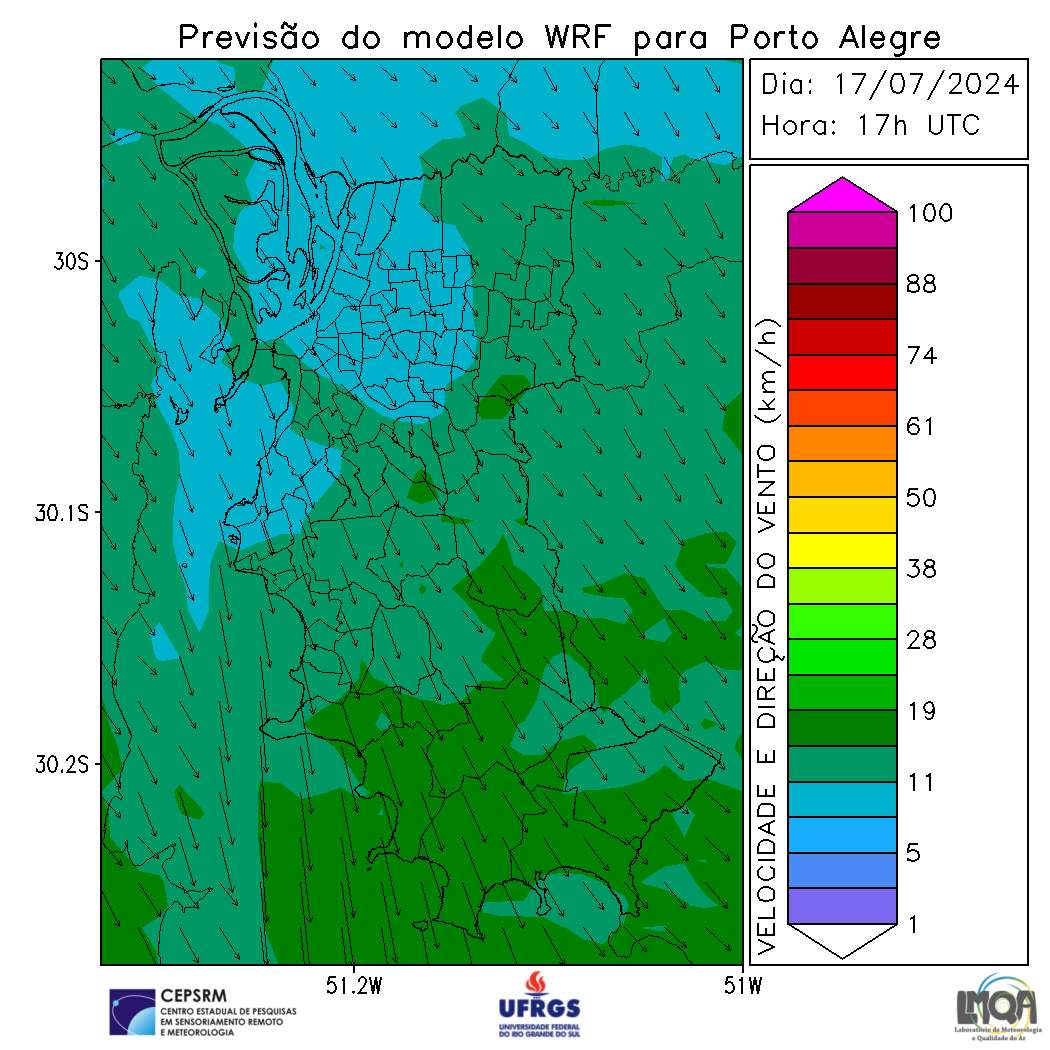 Previsão do modelo WRF para Porto Alegre
Dia: 17/07/2024
Hora: 17h UTC
30S
30.1S
30.2S
51.2W
51W
VELOCIDADE E DIREÇÃO DO VENTO (km/h)
100
88
74
61
50
38
28
19
11
5
1
CEPSRM
CENTRO ESTADUAL DE PESQUISAS
EM SENSORIAMENTO REMOTO
E METEOROLOGIA
UFRGS
UNIVERSIDADE FEDERAL
DO RIO GRANDE DO SUL
LMQA
Laboratório de Meteorologia
e Qualidade do Ar